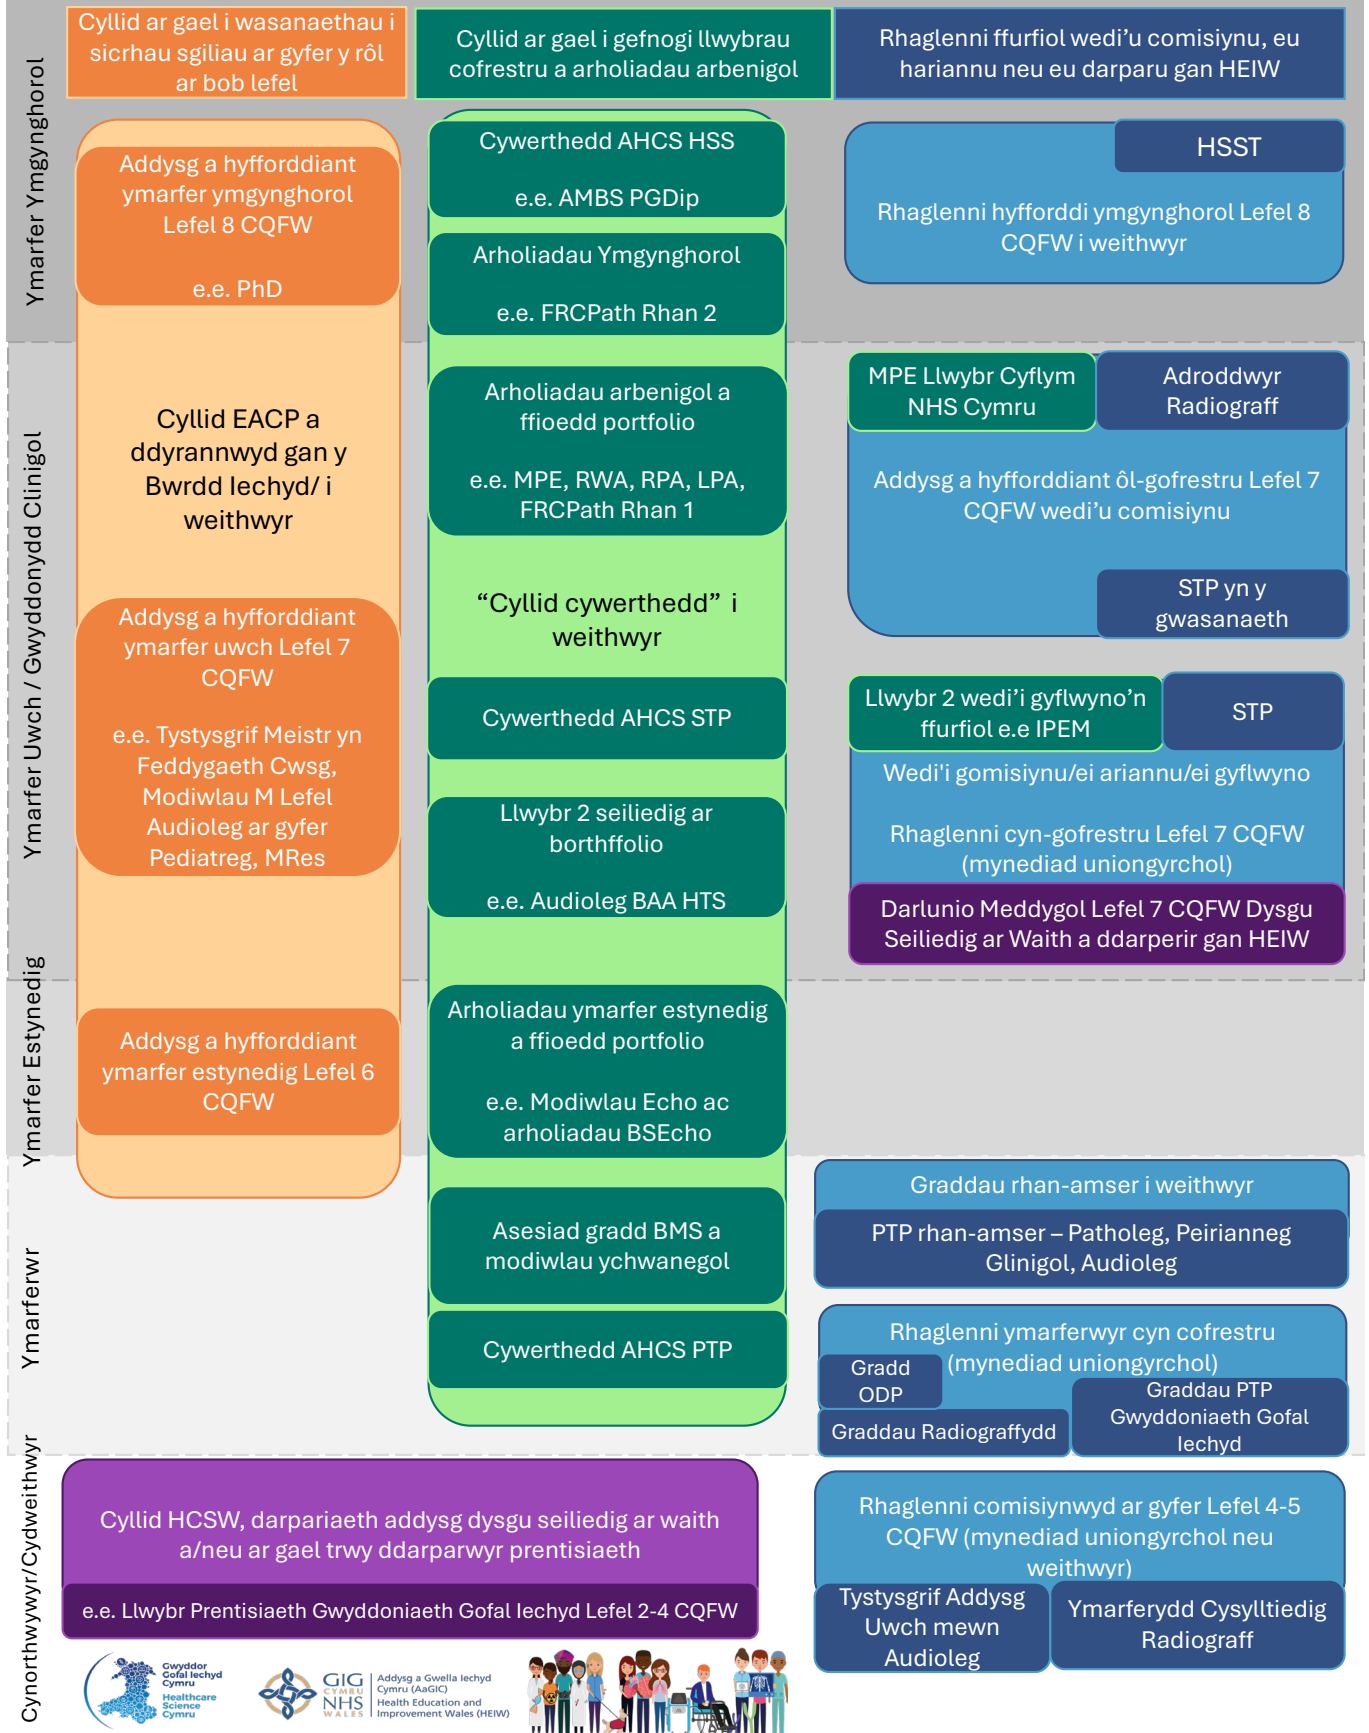 Cyllid ar gael i wasanaethau i
sicrhau sgiliau ar gyfer y rôl
ar bob lefel
Cyllid ar gael i gefnogi llwybrau
cofrestru a arholiadau arbenigol
Rhaglenni ffurfiol wedi’u comisiynu, eu
hariannu neu eu darparu gan HEIW
Ymarfer Ymgynghorol
Addysg a hyfforddiant
ymarfer ymgynghorol
Lefel 8 CQFW
e.e. PhD
Cywerthedd AHCS HSS
e.e. AMBS PGDip
Arholiadau Ymgynghorol
e.e. FRCPath Rhan 2
HSST
Rhaglenni hyfforddi ymgynghorol Lefel 8
CQFW i weithwyr
Ymarfer Uwch / Gwyddonydd Clinigol
Cyllid EACP a
ddyrannwyd gan y
Bwrdd Iechyd/ i
weithwyr
Addysg a hyfforddiant
ymarfer uwch Lefel 7
CQFW
e.e. Tystysgrif Meistr yn
Feddygaeth Cwsg,
Modiwlau M Lefel
Audioleg ar gyfer
Pediatreg, MRes
Arholiadau arbenigol a
ffioedd portfolio
e.e. MPE, RWA, RPA, LPA,
FRCPath Rhan 1
“Cyllid cywerthedd” i
weithwyr
Cywerthedd AHCS STP
Llwybr 2 seiliedig ar
borthffolio
e.e. Audioleg BAA HTS
MPE Llwybr Cyflym
NHS Cymru
Adroddwyr
Radiograff
Addysg a hyfforddiant ôl-gofrestru Lefel 7
CQFW wedi’u comisiynu
STP yn y
gwasanaeth
Llwybr 2 wedi’i gyflwyno’n
ffurfiol e.e IPEM
STP
Wedi'i gomisiynu/ei ariannu/ei gyflwyno
Rhaglenni cyn-gofrestru Lefel 7 CQFW
(mynediad uniongyrchol)
Darlunio Meddygol Lefel 7 CQFW Dysgu
Seiliedig ar Waith a ddarperir gan HEIW
Ymarfer Estynedig
Addysg a hyfforddiant
ymarfer estynedig Lefel 6
CQFW
Arholiadau ymarfer estynedig
a ffioedd portfolio
e.e. Modiwlau Echo ac
arholiadau BSEcho
Ymarferwr
Asesiad gradd BMS a
modiwlau ychwanegol
Cywerthedd AHCS PTP
Graddau rhan-amser i weithwyr
PTP rhan-amser – Patholeg, Peirianneg
Glinigol, Audioleg
Rhaglenni ymarferwyr cyn cofrestru
(mynediad uniongyrchol)
Gradd
ODP
Graddau Radiograffydd
Graddau PTP
Gwyddoniaeth Gofal
Iechyd
Cynorthwywyr/Cydweithwyr
Cyllid HCSW, darpariaeth addysg dysgu seiliedig ar waith
a/neu ar gael trwy ddarparwyr prentisiaeth
e.e. Llwybr Prentisiaeth Gwyddoniaeth Gofal Iechyd Lefel 2-4 CQFW
Rhaglenni comisiynwyd ar gyfer Lefel 4-5
CQFW (mynediad uniongyrchol neu
weithwyr)
Tystysgrif Addysg
Uwch mewn
Audioleg
Ymarferydd Cysylltiedig
Radiograff
Gwyddor
Gofal Iechyd
Cymru
Healthcare
Science
Cymru
GIG
CYMRU
NHS
WALES
Addysg a Gwella Iechyd
Cymru (AaGIC)
Health Education and
Improvement Wales (HEIW)